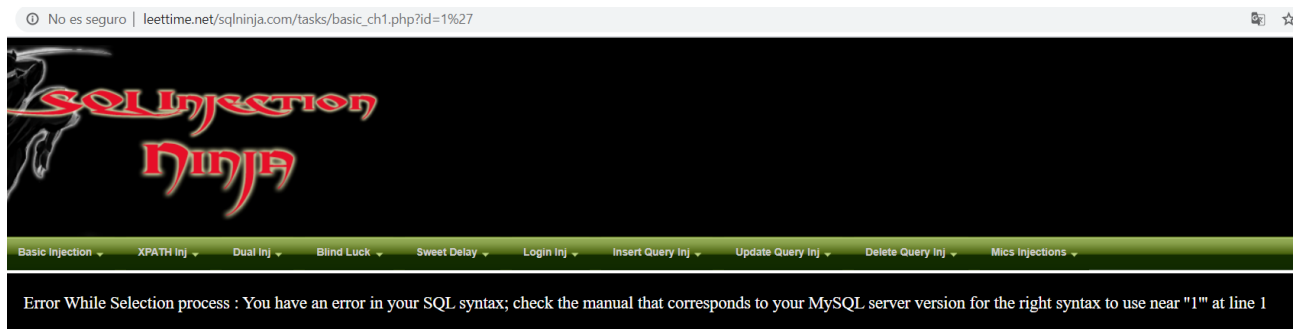 No es seguro | leettime.net/sqlninja.com/tasks/basic_ch1.php?id=1%27
SQL Injection
Ninja
Basic Injection XPATH Inj Dual Inj Blind Luck Sweet Delay Login Inj Insert Query Inj Update Query Inj Delete Query Inj Mics Injections
Error While Selection process : You have an error in your SQL syntax; check the manual that corresponds to your MySQL server version for the right syntax to use near ''1''' at line 1